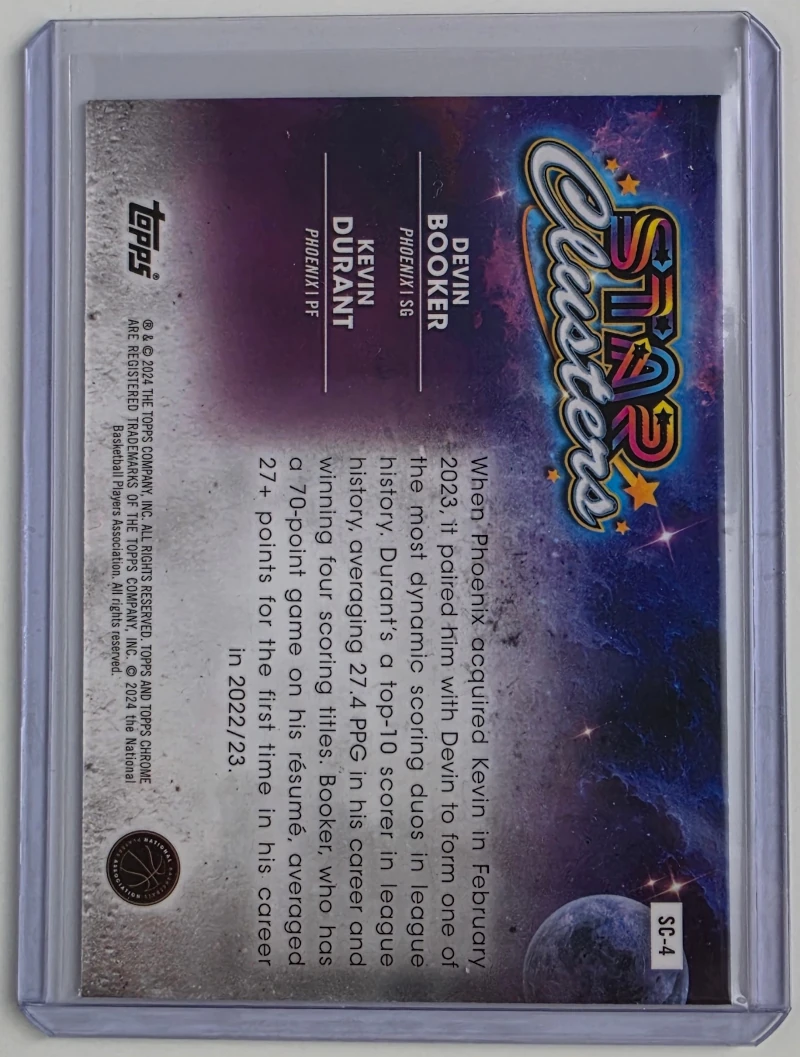 STAR
Clusters
SC-4
DEVIN
BOOKER
PHOENIX | SG
KEVIN
DURANT
PHOENIX | PF
When Phoenix acquired Kevin in February
2023, it paired him with Devin to form one of
the most dynamic scoring duos in league
history. Durant's a top-10 scorer in league
history, averaging 27.4 PPG in his career and
winning four scoring titles. Booker, who has
a 70-point game on his résumé, averaged
27+ points for the first time in his career
in 2022/23.
topps®
® & © 2024 THE TOPPS COMPANY, INC. ALL RIGHTS RESERVED. TOPPS AND TOPPS CHROME
ARE REGISTERED TRADEMARKS OF THE TOPPS COMPANY, INC. © 2024 the National
Basketball Players Association. All rights reserved.
NATIONAL BASKETBALL PLAYERS ASSOCIATION